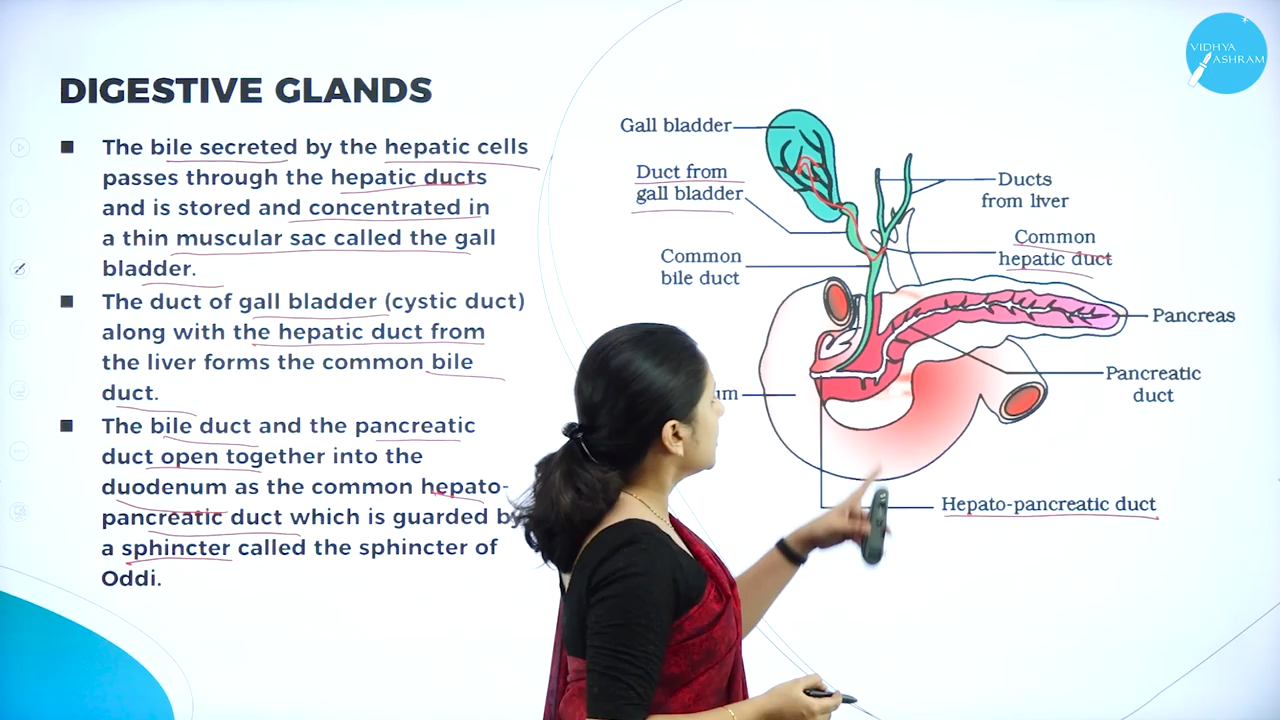 VIDHYA
ASHRAM
DIGESTIVE GLANDS
The bile secreted by the hepatic cells
passes through the hepatic ducts
and is stored and concentrated in
a thin muscular sac called the gall
bladder.
The duct of gall bladder (cystic duct)
along with the hepatic duct from
the liver forms the common bile
duct.
The bile duct and the pancreatic
duct open together into the
duodenum as the common hepato-
pancreatic duct which is guarded by
a sphincter called the sphincter of
Oddi.
Gall bladder
Duct from
gall bladder
Common
bile duct
Ducts
from liver
Common
hepatic duct
Pancreas
Pancreatic
duct
Hepato-pancreatic duct